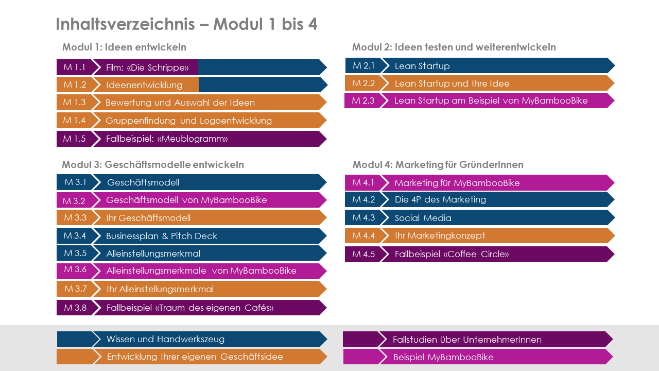 Inhaltsverzeichnis – Modul 1 bis 4
Modul 1: Ideen entwickeln
M 1.1 Film: «Die Schrippe»
M 1.2 Ideenentwicklung
M 1.3 Bewertung und Auswahl der Ideen
M 1.4 Gruppenfindung und Logoentwicklung
M 1.5 Fallbeispiel: «Meublogramm»
Modul 2: Ideen testen und weiterentwickeln
M 2.1 Lean Startup
M 2.2 Lean Startup und Ihre Idee
M 2.3 Lean Startup am Beispiel von MyBambooBike
Modul 3: Geschäftsmodelle entwickeln
M 3.1 Geschäftsmodell
M 3.2 Geschäftsmodell von MyBambooBike
M 3.3 Ihr Geschäftsmodell
M 3.4 Businessplan & Pitch Deck
M 3.5 Alleinstellungsmerkmal
M 3.6 Alleinstellungsmerkmale von MyBambooBike
M 3.7 Ihr Alleinstellungsmerkmal
M 3.8 Fallbeispiel «Traum des eigenen Cafés»
Modul 4: Marketing für GründerInnen
M 4.1 Marketing für MyBambooBike
M 4.2 Die 4P des Marketing
M 4.3 Social Media
M 4.4 Ihr Marketingkonzept
M 4.5 Fallbeispiel «Coffee Circle»
Wissen und Handwerkszeug
Entwicklung Ihrer eigenen Geschäftsidee
Fallstudien über UnternehmerInnen
Beispiel MyBambooBike